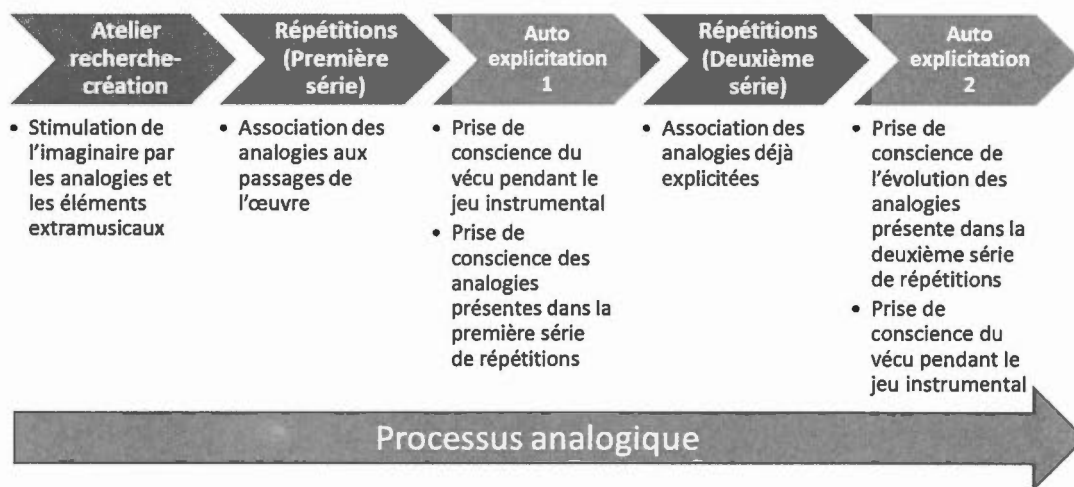 Atelier
recherche-
création
• Stimulation de
l'imaginaire par
les analogies et
les éléments
extramusicaux
Répétitions
(Première
série)
• Association des
analogies aux
passages de
l'œuvre
Auto
explicitation
1
• Prise de
conscience du
vécu pendant le
jeu instrumental
• Prise de
conscience des
analogies
présentes dans la
première série
de répétitions
Répétitions
(Deuxième
série)
• Association des
analogies déjà
explicitées
Auto
explicitation
2
• Prise de
conscience de
l'évolution des
analogies
présente dans la
deuxième série
de répétitions
• Prise de
conscience du
vécu pendant le
jeu instrumental
Processus analogique